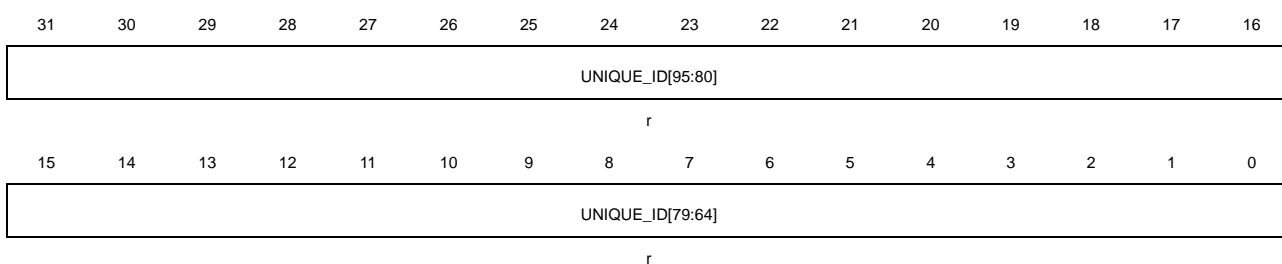 31 30 29 28 27 26 25 24 23 22 21 20 19 18 17 16
UNIQUE_ID[95:80]
r
15 14 13 12 11 10 9 8 7 6 5 4 3 2 1 0
UNIQUE_ID[79:64]
r